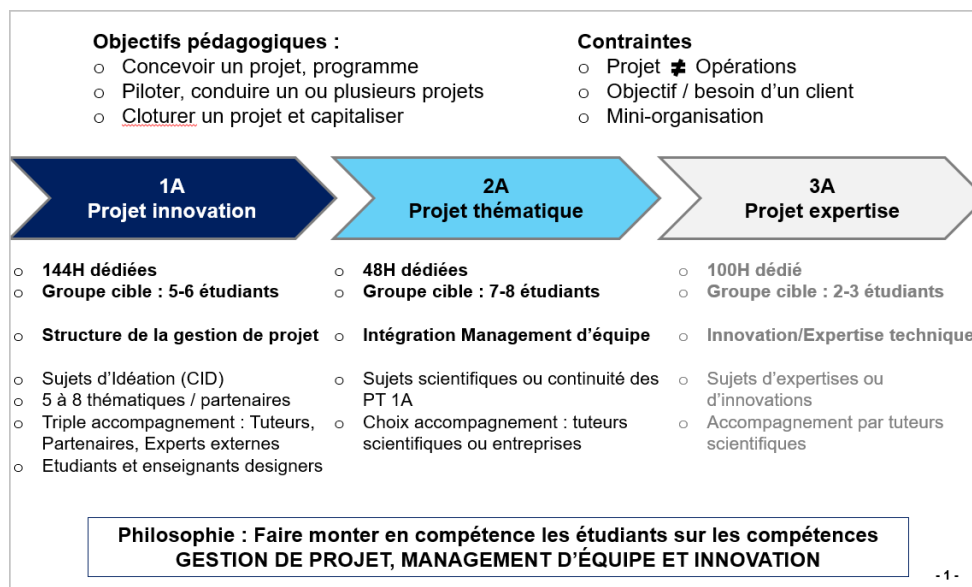 Objectifs pédagogiques :
o Concevoir un projet, programme
o Piloter, conduire un ou plusieurs projets
o Cloturer un projet et capitaliser
Contraintes
o Projet ≠ Opérations
o Objectif / besoin d’un client
o Mini-organisation
1A
Projet innovation
2A
Projet thématique
3A
Projet expertise
o 144H dédiées
o Groupe cible : 5-6 étudiants
o Structure de la gestion de projet
o Sujets d’Idéation (CID)
o 5 à 8 thématiques / partenaires
o Triple accompagnement : Tuteurs,
Partenaires, Experts externes
o Etudiants et enseignants designers
o 48H dédiées
o Groupe cible : 7-8 étudiants
o Intégration Management d’équipe
o Sujets scientifiques ou continuité des
PT 1A
o Choix accompagnement : tuteurs
scientifiques ou entreprises
o 100H dédié
o Groupe cible : 2-3 étudiants
o Innovation/Expertise technique
o Sujets d’expertises ou
d’innovations
o Accompagnement par tuteurs
scientifiques
Philosophie : Faire monter en compétence les étudiants sur les compétences
GESTION DE PROJET, MANAGEMENT D’ÉQUIPE ET INNOVATION
- 1 -